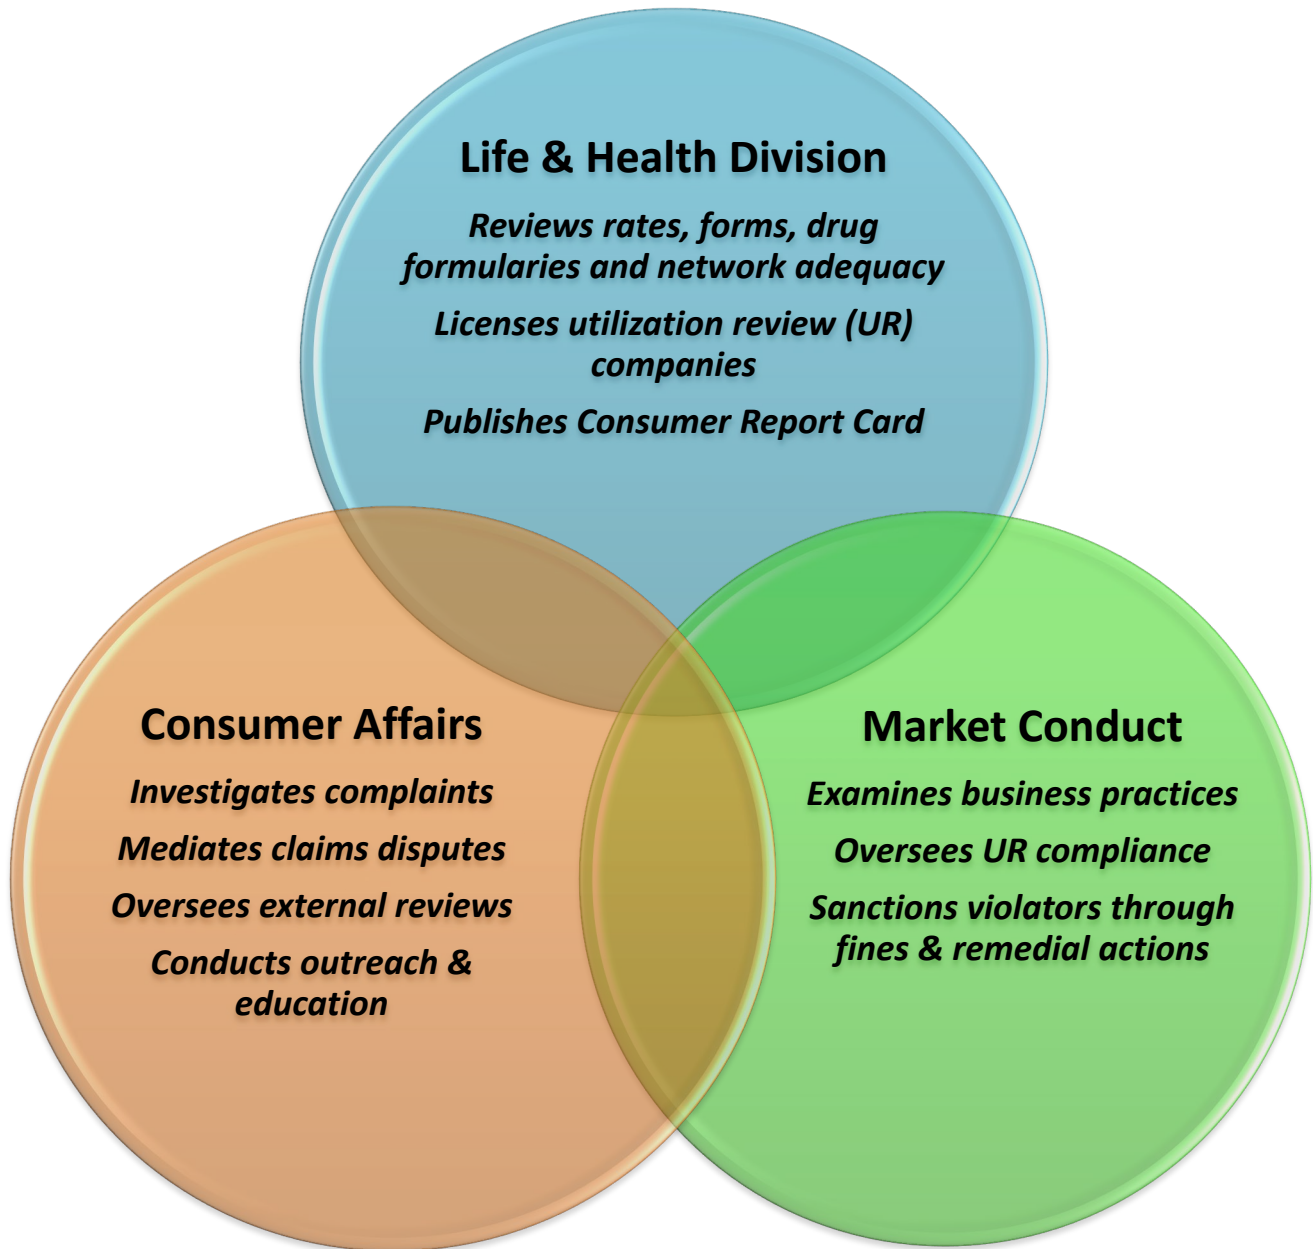 Life & Health Division
Reviews rates, forms, drug
formularies and network adequacy
Licenses utilization review (UR)
companies
Publishes Consumer Report Card
Consumer Affairs
Investigates complaints
Mediates claims disputes
Oversees external reviews
Conducts outreach &
education
Market Conduct
Examines business practices
Oversees UR compliance
Sanctions violators through
fines & remedial actions